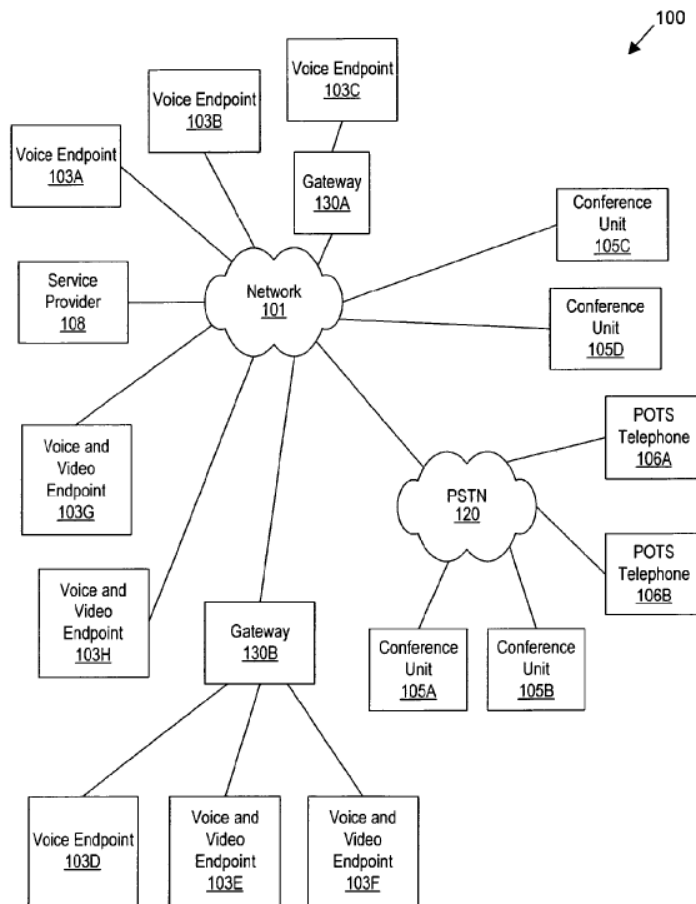 100
Voice Endpoint
103C
Voice Endpoint
103B
Voice Endpoint
103A
Gateway
130A
Conference
Unit
105C
Service
Provider
108
Network
101
Conference
Unit
105D
POTS
Telephone
106A
Voice and
Video
Endpoint
103G
PSTN
120
POTS
Telephone
106B
Voice and
Video
Endpoint
103H
Gateway
130B
Conference
Unit
105A
Conference
Unit
105B
Voice Endpoint
103D
Voice and
Video
Endpoint
103E
Voice and
Video
Endpoint
103F